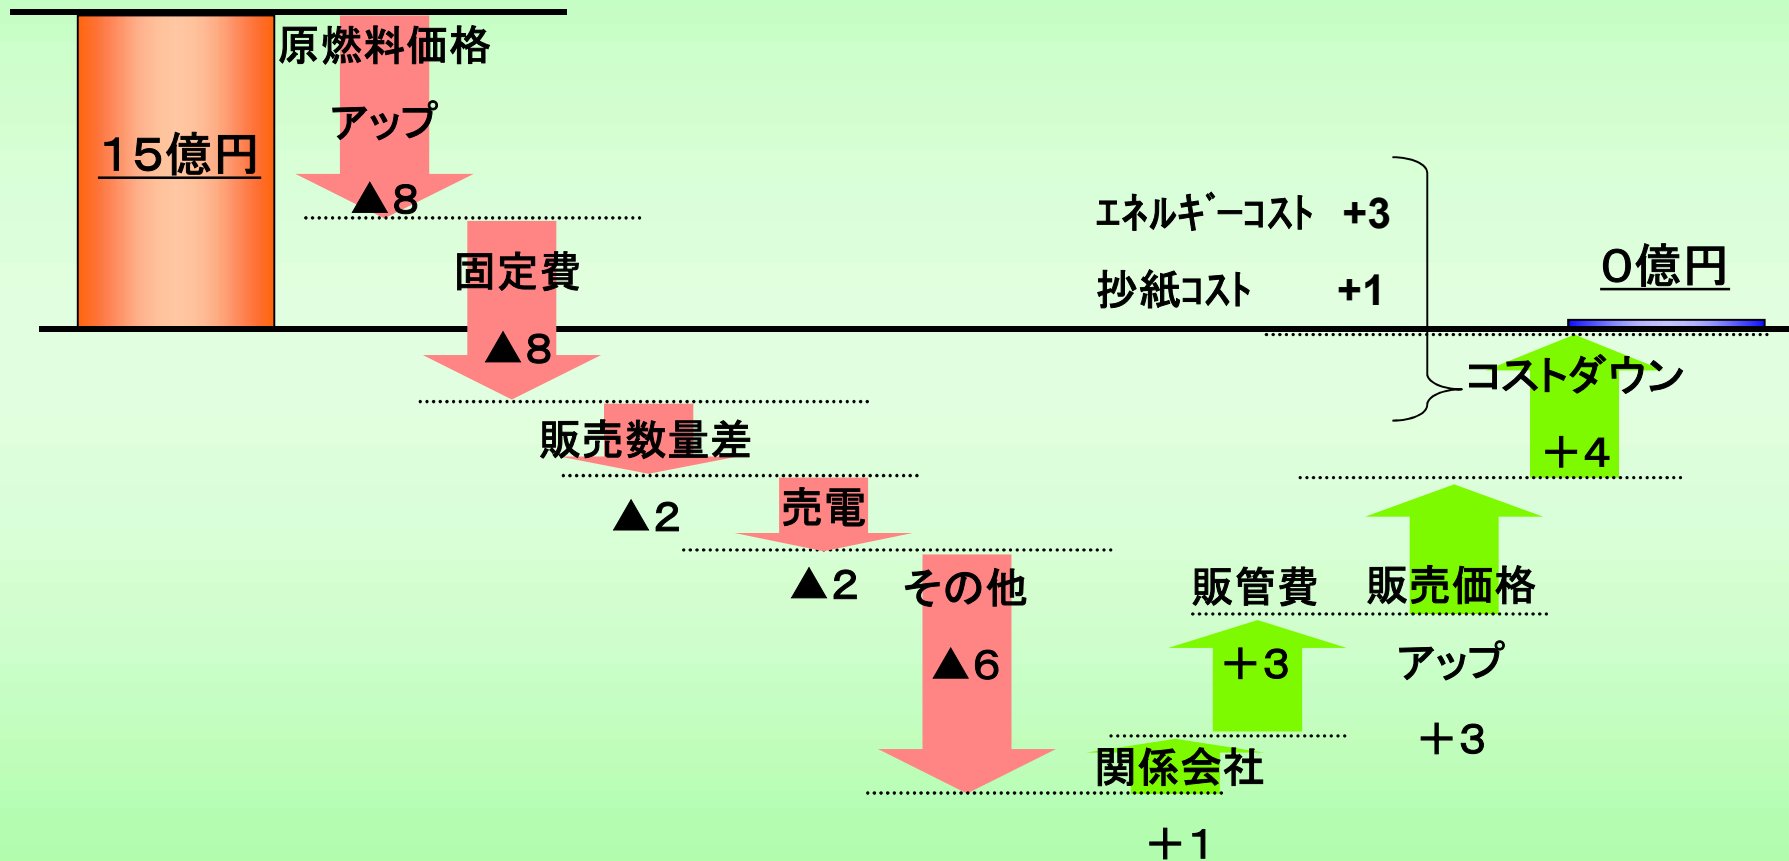 15億円
原燃料価格
アップ
▲8
固定費
▲8
販売数量差
▲2
売電
▲2
その他
▲6
関係会社
+1
販管費
+3
販売価格
アップ
+3
エネルギーコスト +3
抄紙コスト +1
コストダウン
+4
0億円